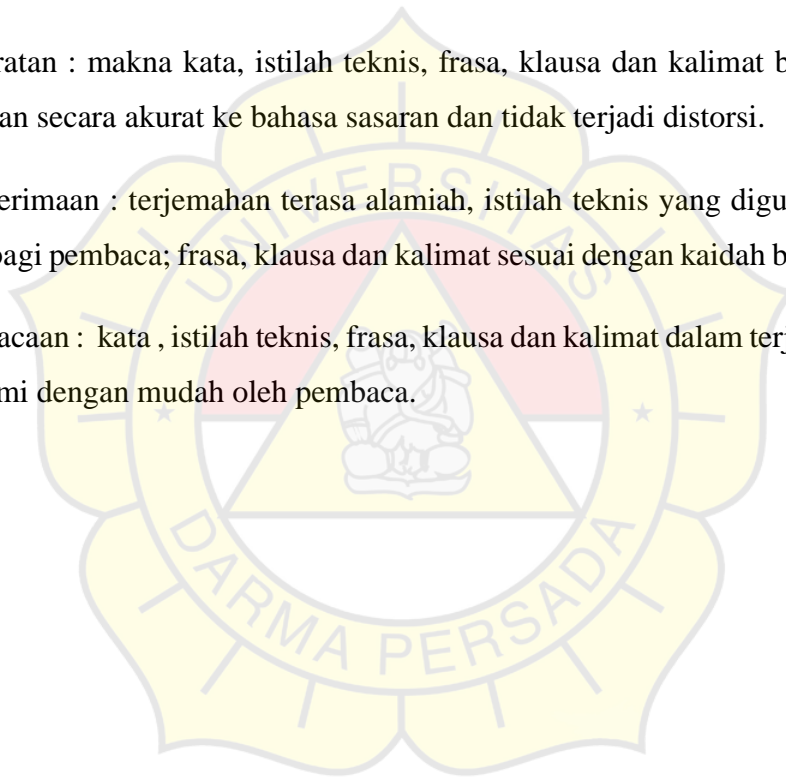 ratan : makna kata, istilah teknis, frasa, klausa dan kalimat b
an secara akurat ke bahasa sasaran dan tidak terjadi distorsi.
erimaan : terjemahan terasa alamiah, istilah teknis yang digu
bagi pembaca; frasa, klausa dan kalimat sesuai dengan kaidah b
acaan : kata , istilah teknis, frasa, klausa dan kalimat dalam terj
mi dengan mudah oleh pembaca.
UNIVERSITAS
DARMA PERSADA